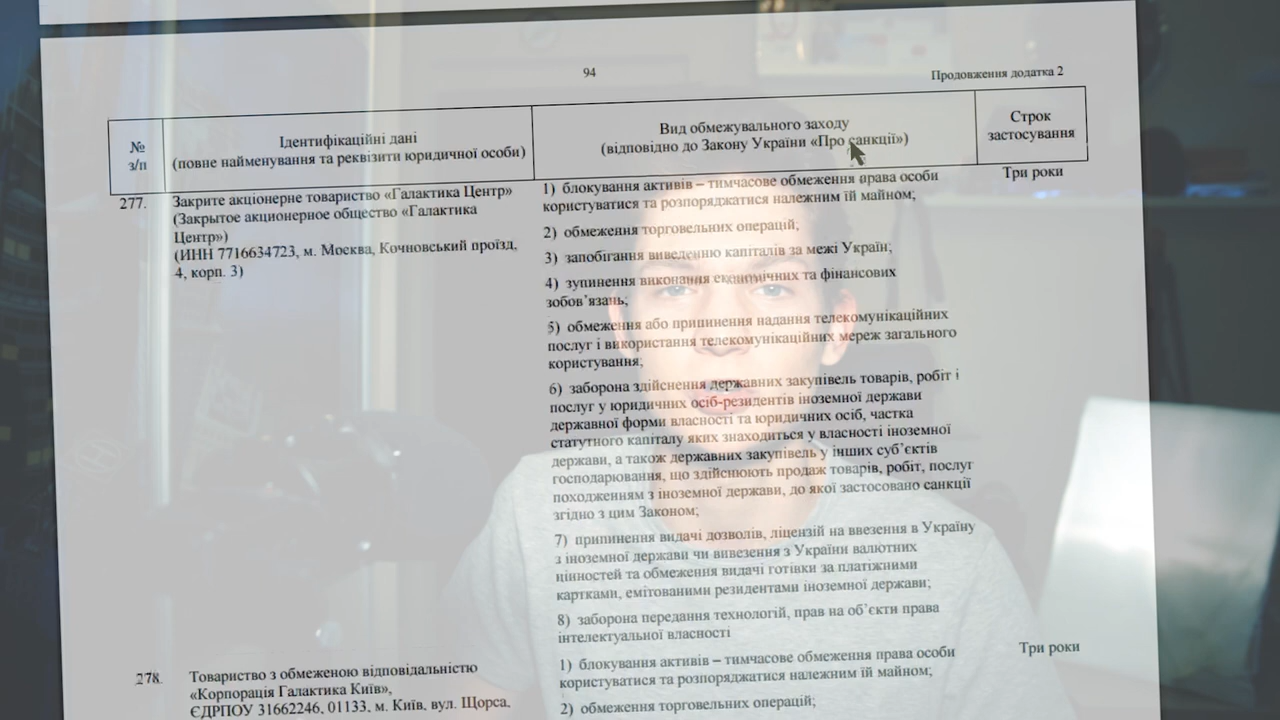 94
Продовження додатка 2
№
з/п
Ідентифікаційні дані
(повне найменування та реквізити юридичної особи)
Вид обмежувального заходу
(відповідно до Закону України «Про санкції»)
Строк
застосування
277.
Закрите акціонерне товариство «Галактика Центр»
(Закрытое акционерное общество «Галактика
Центр»)
(ИНН 7716634723, м. Москва, Кочновський проїзд,
4, корп. 3)
1) блокування активів – тимчасове обмеження права особи
користуватися та розпоряджатися належним їй майном;
2) обмеження торговельних операцій;
3) запобігання виведенню капіталів за межі Україн;
4) зупинення виконання економічних та фінансових
зобов’язань;
5) обмеження або припинення надання телекомунікаційних
послуг і використання телекомунікаційних мереж загального
користування;
6) заборона здійснення державних закупівель товарів, робіт і
послуг у юридичних осіб-резидентів іноземної держави
державної форми власності та юридичних осіб, частка
статутного капіталу яких знаходиться у власності іноземної
держави, а також державних закупівель у інших суб’єктів
господарювання, що здійснюють продаж товарів, робіт, послуг
походженням з іноземної держави, до якої застосовано санкції
згідно з цим Законом;
7) припинення видачі дозволів, ліцензій на ввезення в Україну
з іноземної держави чи вивезення з України валютних
цінностей та обмеження видачі готівки за платіжними
картками, емітованими резидентами іноземної держави;
8) заборона передання технологій, прав на об’єкти права
інтелектуальної власності
Три роки
278.
Товариство з обмеженою відповідальністю
«Корпорація Галактика Київ»,
ЄДРПОУ 31662246, 01133, м. Київ, вул. Щорса,
1) блокування активів – тимчасове обмеження права особи
користуватися та розпоряджатися належним їй майном;
2) обмеження торговельних операцій;
Три роки